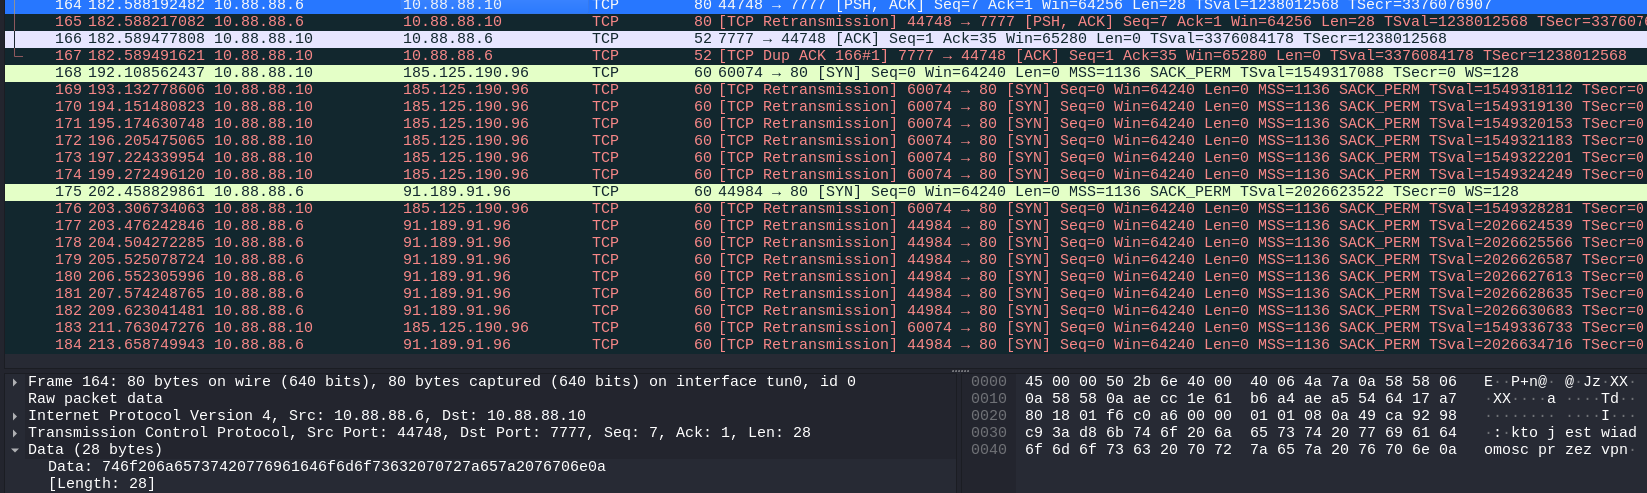 164 182.588192482 10.88.88.6 10.88.88.10 TCP 80 44748 → 7777 [PSH, ACK] Seq=7 Ack=1 Win=64256 Len=28 TSval=1238012568 TSecr=3376076907
165 182.588217082 10.88.88.6 10.88.88.10 TCP 80 [TCP Retransmission] 44748 → 7777 [PSH, ACK] Seq=7 Ack=1 Win=64256 Len=28 TSval=1238012568 TSecr=3376076
166 182.589477808 10.88.88.10 10.88.88.6 TCP 52 7777 → 44748 [ACK] Seq=1 Ack=35 Win=65280 Len=0 TSval=3376084178 TSecr=1238012568
167 182.589491621 10.88.88.10 10.88.88.6 TCP 52 [TCP Dup ACK 166#1] 7777 → 44748 [ACK] Seq=1 Ack=35 Win=65280 Len=0 TSval=3376084178 TSecr=1238012568
168 192.108562437 10.88.88.10 185.125.190.96 TCP 60 60074 → 80 [SYN] Seq=0 Win=64240 Len=0 MSS=1136 SACK_PERM TSval=1549317088 TSecr=0 WS=128
169 193.132778606 10.88.88.10 185.125.190.96 TCP 60 [TCP Retransmission] 60074 → 80 [SYN] Seq=0 Win=64240 Len=0 MSS=1136 SACK_PERM TSval=1549318112 TSecr=0
170 194.151480823 10.88.88.10 185.125.190.96 TCP 60 [TCP Retransmission] 60074 → 80 [SYN] Seq=0 Win=64240 Len=0 MSS=1136 SACK_PERM TSval=1549319130 TSecr=0
171 195.174630748 10.88.88.10 185.125.190.96 TCP 60 [TCP Retransmission] 60074 → 80 [SYN] Seq=0 Win=64240 Len=0 MSS=1136 SACK_PERM TSval=1549320153 TSecr=0
172 196.205475065 10.88.88.10 185.125.190.96 TCP 60 [TCP Retransmission] 60074 → 80 [SYN] Seq=0 Win=64240 Len=0 MSS=1136 SACK_PERM TSval=1549321183 TSecr=0
173 197.224339954 10.88.88.10 185.125.190.96 TCP 60 [TCP Retransmission] 60074 → 80 [SYN] Seq=0 Win=64240 Len=0 MSS=1136 SACK_PERM TSval=1549322201 TSecr=0
174 199.272496120 10.88.88.10 185.125.190.96 TCP 60 [TCP Retransmission] 60074 → 80 [SYN] Seq=0 Win=64240 Len=0 MSS=1136 SACK_PERM TSval=1549324249 TSecr=0
175 202.458829861 10.88.88.6 91.189.91.96 TCP 60 44984 → 80 [SYN] Seq=0 Win=64240 Len=0 MSS=1136 SACK_PERM TSval=2026623522 TSecr=0 WS=128
176 203.306734063 10.88.88.10 185.125.190.96 TCP 60 [TCP Retransmission] 60074 → 80 [SYN] Seq=0 Win=64240 Len=0 MSS=1136 SACK_PERM TSval=1549328281 TSecr=0
177 203.476242846 10.88.88.6 91.189.91.96 TCP 60 [TCP Retransmission] 44984 → 80 [SYN] Seq=0 Win=64240 Len=0 MSS=1136 SACK_PERM TSval=2026624539 TSecr=0
178 204.504272285 10.88.88.6 91.189.91.96 TCP 60 [TCP Retransmission] 44984 → 80 [SYN] Seq=0 Win=64240 Len=0 MSS=1136 SACK_PERM TSval=2026625566 TSecr=0
179 205.525078724 10.88.88.6 91.189.91.96 TCP 60 [TCP Retransmission] 44984 → 80 [SYN] Seq=0 Win=64240 Len=0 MSS=1136 SACK_PERM TSval=2026626587 TSecr=0
180 206.552305996 10.88.88.6 91.189.91.96 TCP 60 [TCP Retransmission] 44984 → 80 [SYN] Seq=0 Win=64240 Len=0 MSS=1136 SACK_PERM TSval=2026627613 TSecr=0
181 207.574248765 10.88.88.6 91.189.91.96 TCP 60 [TCP Retransmission] 44984 → 80 [SYN] Seq=0 Win=64240 Len=0 MSS=1136 SACK_PERM TSval=2026628635 TSecr=0
182 209.623041481 10.88.88.6 91.189.91.96 TCP 60 [TCP Retransmission] 44984 → 80 [SYN] Seq=0 Win=64240 Len=0 MSS=1136 SACK_PERM TSval=2026630683 TSecr=0
183 211.763047276 10.88.88.10 185.125.190.96 TCP 60 [TCP Retransmission] 60074 → 80 [SYN] Seq=0 Win=64240 Len=0 MSS=1136 SACK_PERM TSval=1549336733 TSecr=0
184 213.658749943 10.88.88.6 91.189.91.96 TCP 60 [TCP Retransmission] 44984 → 80 [SYN] Seq=0 Win=64240 Len=0 MSS=1136 SACK_PERM TSval=2026634716 TSecr=0
Frame 164: 80 bytes on wire (640 bits), 80 bytes captured (640 bits) on interface tun0, id 0
Raw packet data
Internet Protocol Version 4, Src: 10.88.88.6, Dst: 10.88.88.10
Transmission Control Protocol, Src Port: 44748, Dst Port: 7777, Seq: 7, Ack: 1, Len: 28
Data (28 bytes)
Data: 746f206a65737420776961646f6d6f73632070727a657a2076706e0a
[Length: 28]
0000 45 00 00 50 2b 6e 40 00 40 06 4a 7a 0a 58 58 06 E··P+n@· @·Jz·XX·
0010 0a 58 58 0a ae cc 1e 61 b6 a4 ae a5 54 64 17 a7 ·XX····a ····Td··
0020 80 18 01 f6 c0 a6 00 00 01 01 08 0a 49 ca 92 98 ········ ····I···
0030 c9 3a d8 6b 74 6f 20 6a 65 73 74 20 77 69 61 64 ·:·kto j est wiad
0040 6f 6d 6f 73 63 20 70 72 7a 65 7a 20 76 70 6e 0a omosc pr zez vpn·